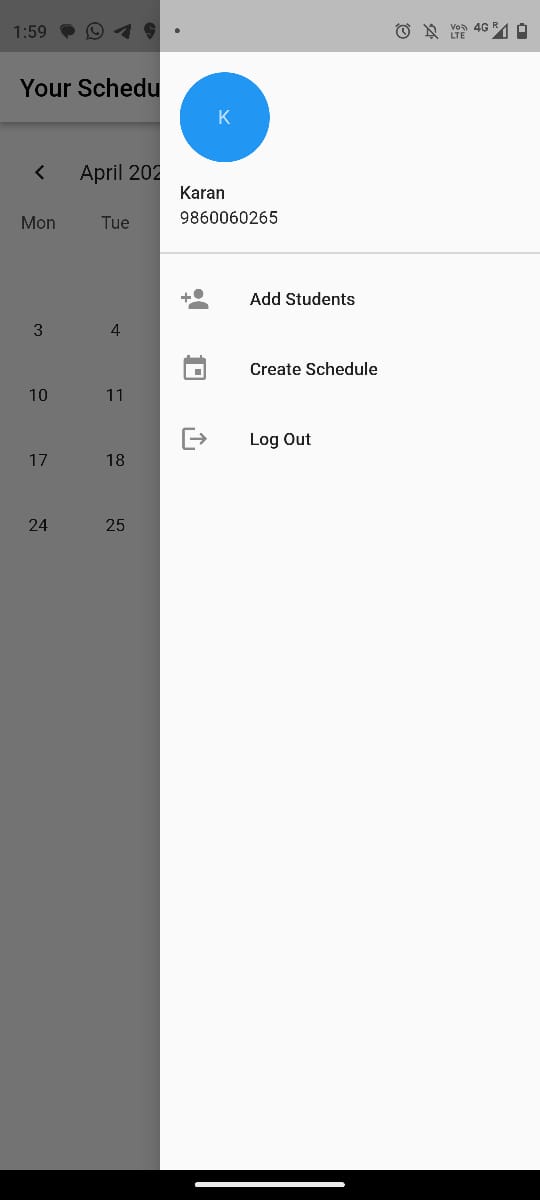 1:59
Vo
LTE
4G
R
Your Schedu
April 202
Mon
Tue
3
4
10
11
17
18
24
25
K
Karan
9860060265
Add Students
Create Schedule
Log Out